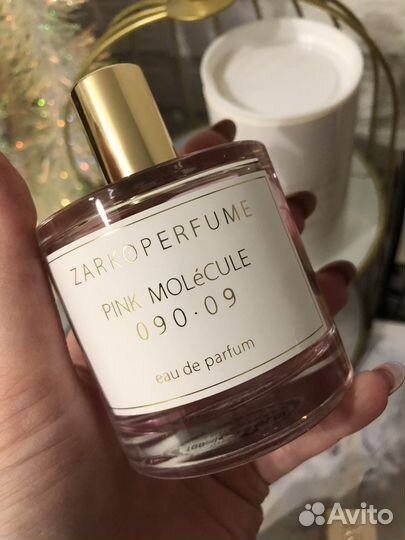 ZARKOPERFUME
PINK MOLéCULE
090·09
eau de parfum
Avito